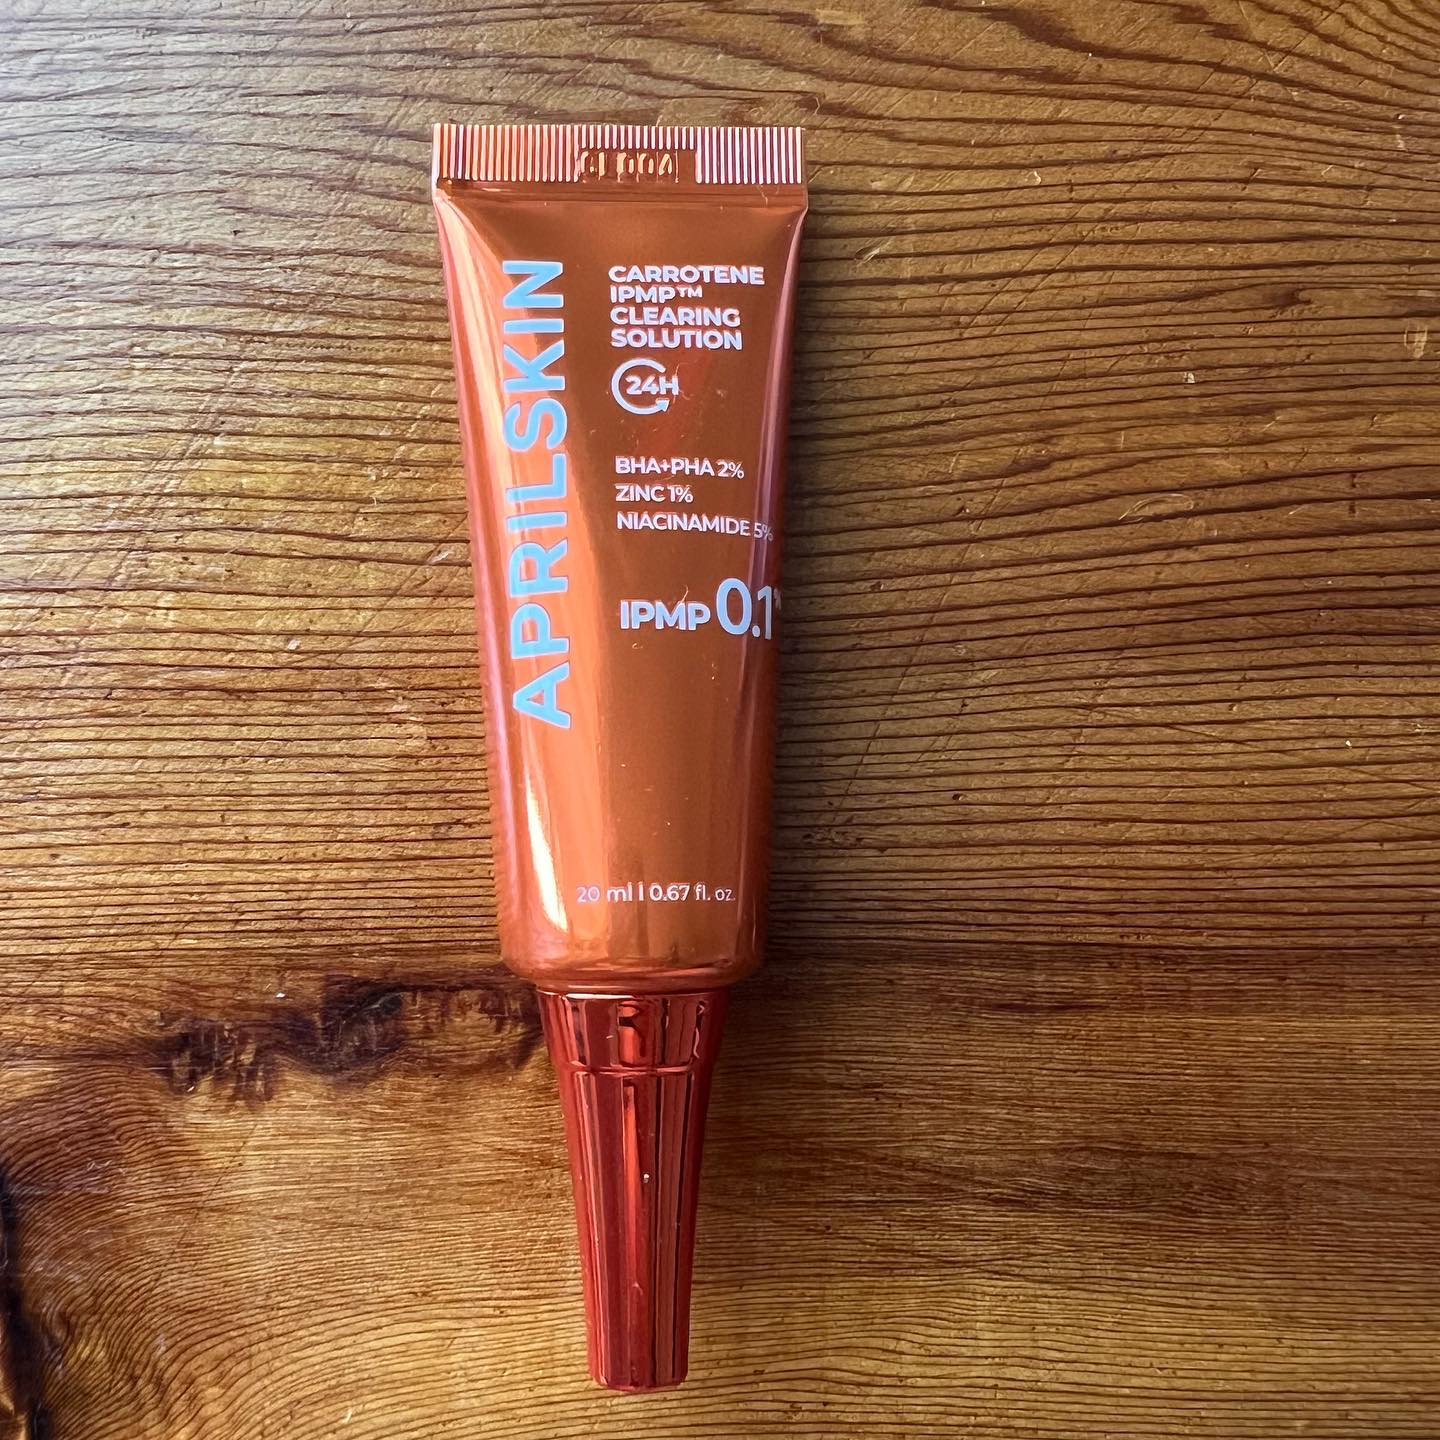 APRILSKIN
CARROTENE
IPMP™
CLEARING
SOLUTION
24H
BHA+PHA 2%
ZINC 1%
NIACINAMIDE 5%
IPMP 0.1%
20 ml | 0.67 fl. oz.